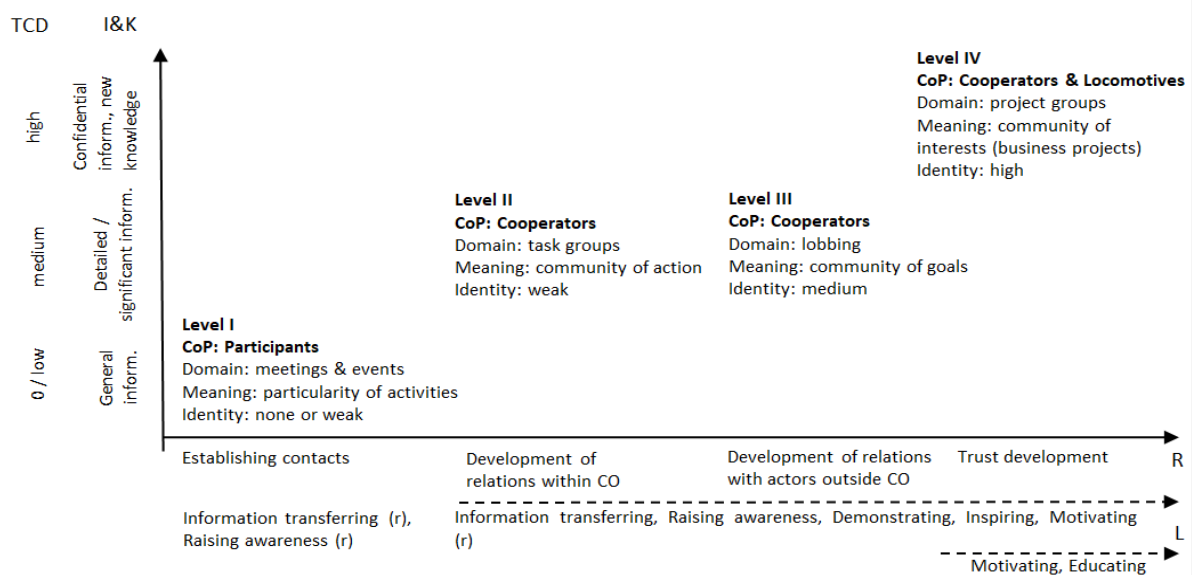 TCD I&K
high
Confidential
inform., new
knowledge
medium
Detailed /
significant inform.
0 / low
General
inform.
Level IV
CoP: Cooperators & Locomotives
Domain: project groups
Meaning: community of
interests (business projects)
Identity: high
Level II
CoP: Cooperators
Domain: task groups
Meaning: community of action
Identity: weak
Level III
CoP: Cooperators
Domain: lobbing
Meaning: community of goals
Identity: medium
Level I
CoP: Participants
Domain: meetings & events
Meaning: particularity of activities
Identity: none or weak
Establishing contacts
Development of
relations within CO
Development of relations
with actors outside CO
Trust development
R
Information transferring (r),
Raising awareness (r)
Information transferring, Raising awareness, Demonstrating, Inspiring, Motivating
(r)
L
Motivating, Educating